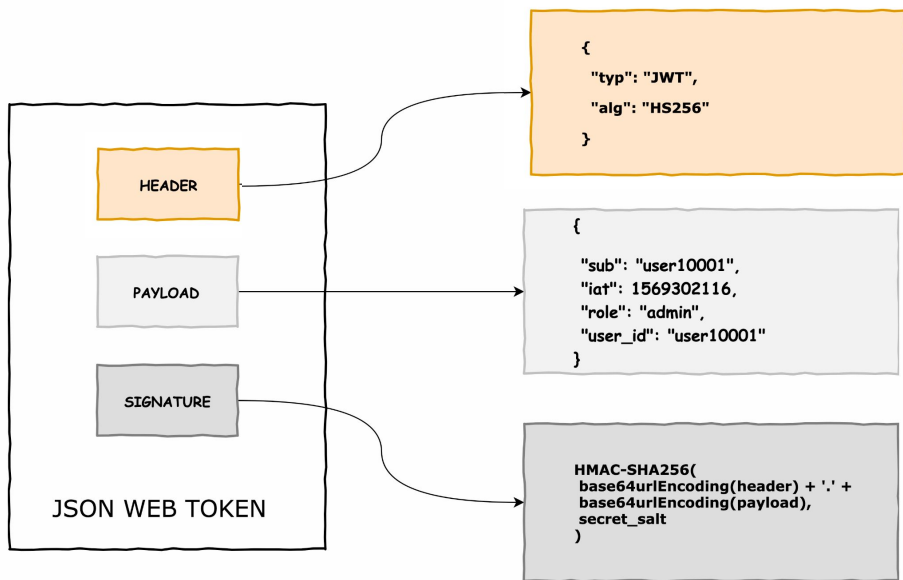 HEADER
PAYLOAD
SIGNATURE
JSON WEB TOKEN
{
"typ": "JWT",
"alg": "HS256"
}
{
"sub": "user10001",
"iat": 1569302116,
"role": "admin",
"user_id": "user10001"
}
HMAC-SHA256(
base64urlEncoding(header) + '.' +
base64urlEncoding(payload),
secret_salt
)